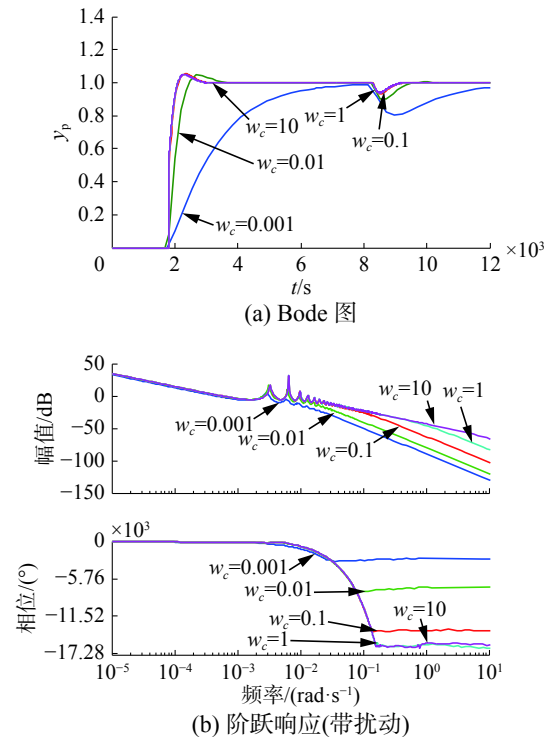 1.4
1.2
1.0
0.8
0.6
0.4
0.2
0
2
4
6
8
10
12
×10³
y_p
w_c=10
w_c=1
w_c=0.1
w_c=0.01
w_c=0.001
t/s
(a) Bode 图
50
0
−50
−100
−150
幅值/dB
w_c=10
w_c=1
w_c=0.001
w_c=0.01
w_c=0.1
×10³
0
−5.76
−11.52
−17.28
相位/(°)
w_c=0.001
w_c=0.01
w_c=0.1
w_c=10
w_c=1
10⁻⁵
10⁻⁴
10⁻³
10⁻²
10⁻¹
10⁰
10¹
频率/(rad·s⁻¹)
(b) 阶跃响应(带扰动)